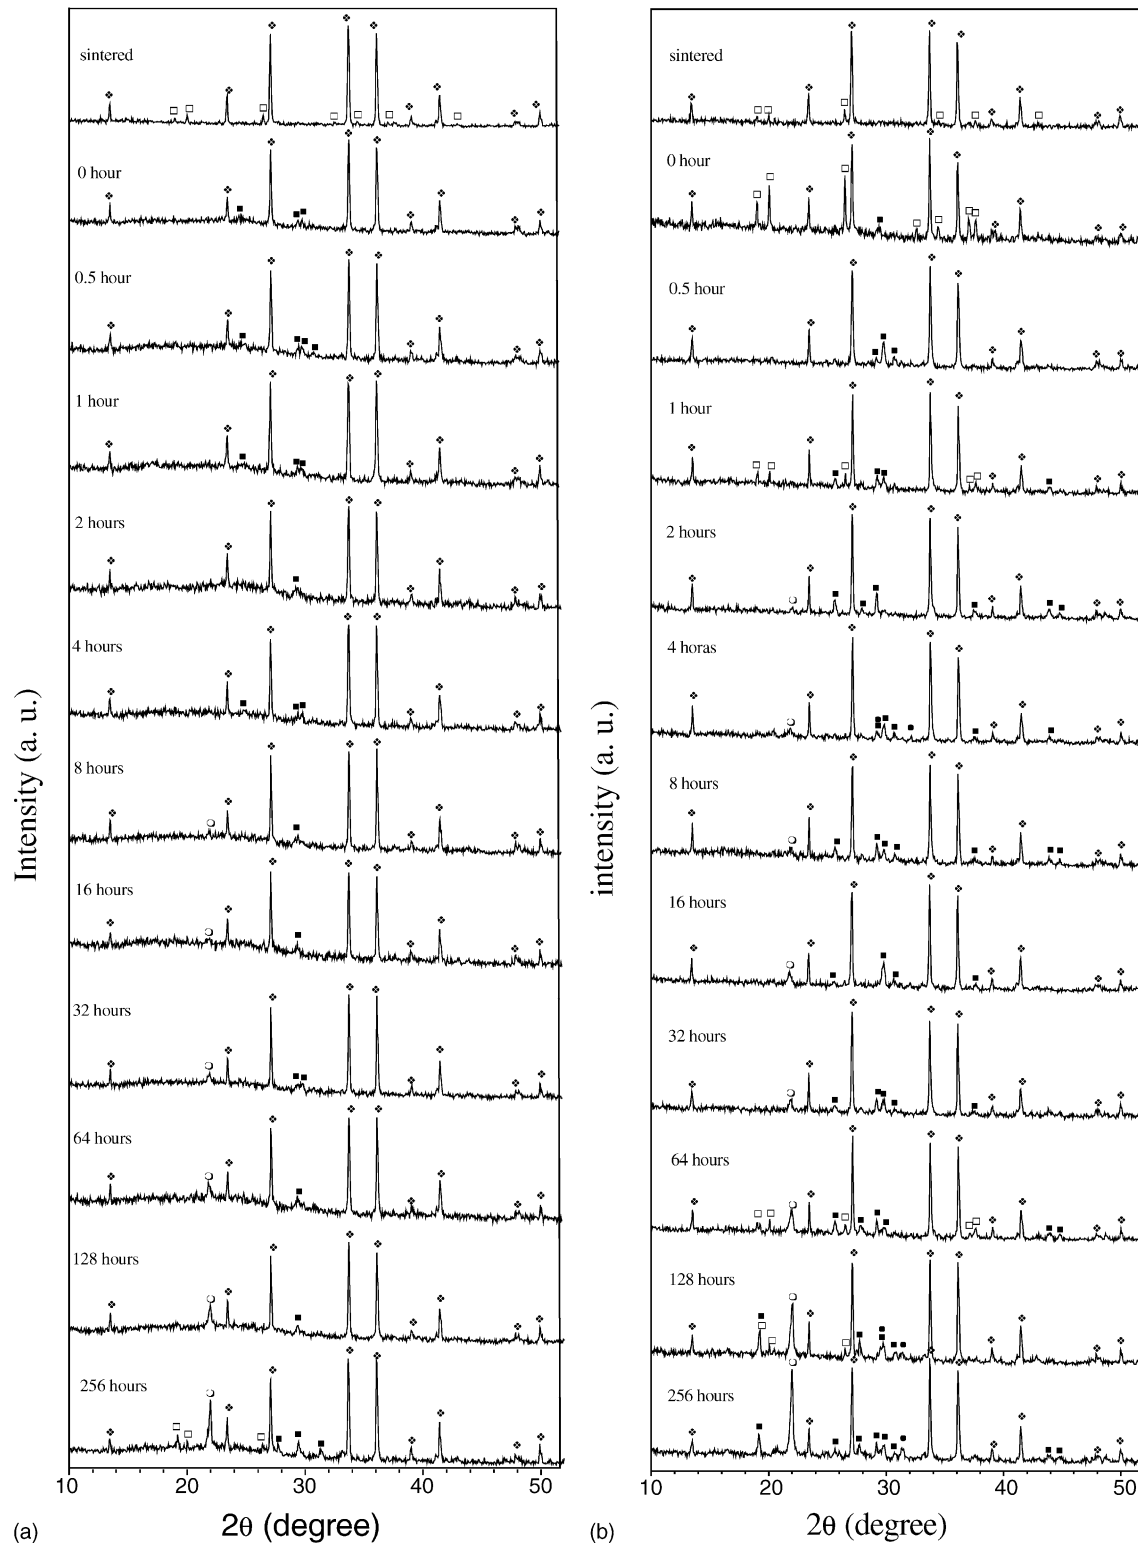 sintered
0 hour
0.5 hour
1 hour
2 hours
4 hours
8 hours
16 hours
32 hours
64 hours
128 hours
256 hours
Intensity (a. u.)
10 20 30 40 50
(a) 2θ (degree)
sintered
0 hour
0.5 hour
1 hour
2 hours
4 horas
8 hours
16 hours
32 hours
64 hours
128 hours
256 hours
intensity (a. u.)
10 20 30 40 50
(b) 2θ (degree)